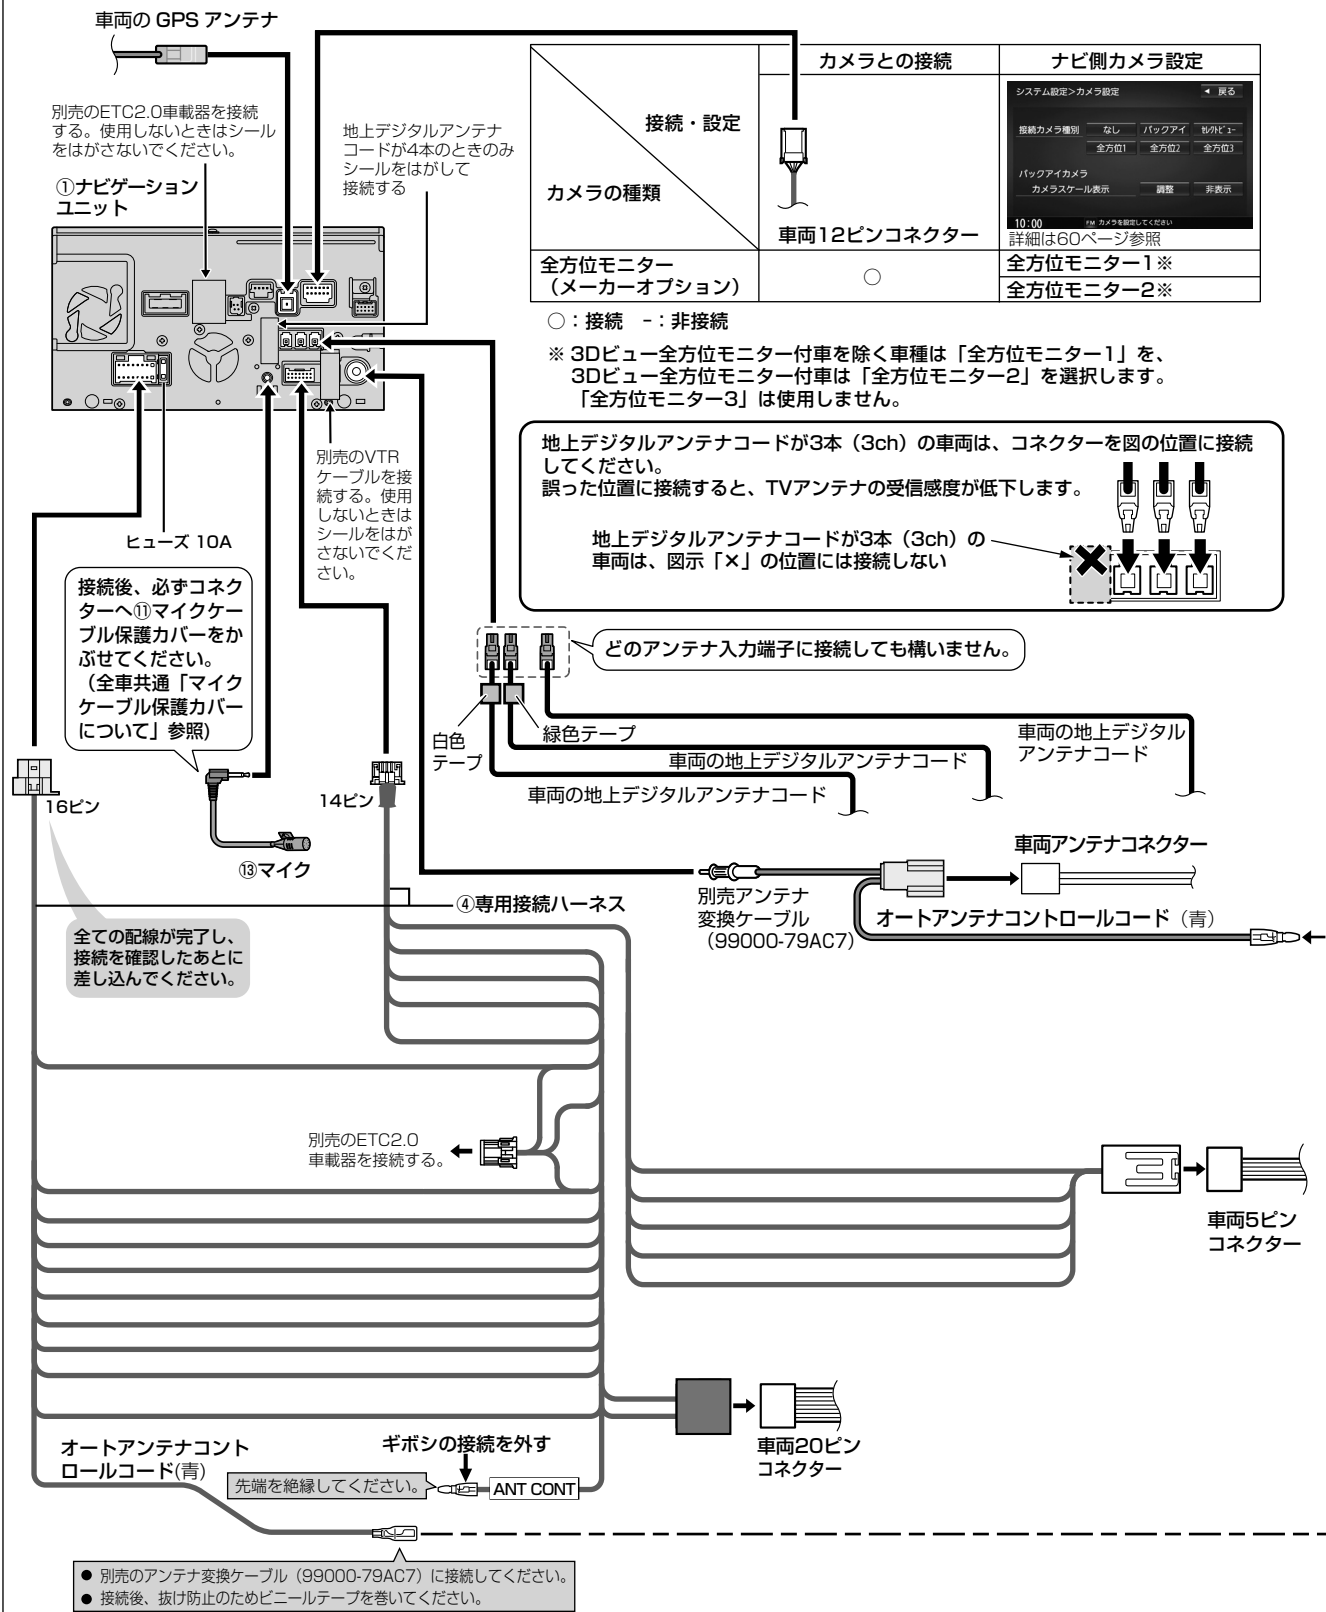 車両の GPS アンテナ
別売のETC2.0車載器を接続
する。使用しないときはシール
をはがさないでください。
地上デジタルアンテナ
コードが4本のときのみ
シールをはがして
接続する
①ナビゲーション
ユニット
カメラとの接続
ナビ側カメラ設定
接続・設定
カメラの種類
車両12ピンコネクター
システム設定>カメラ設定
◄ 戻る
接続カメラ種別
なし
バックアイ
ｾﾚｸﾄﾋﾞｭｰ
全方位1
全方位2
全方位3
バックアイカメラ
カメラスケール表示
調整
非表示
10:00
FM カメラを設定してください
詳細は60ページ参照
全方位モニター
（メーカーオプション）
○
全方位モニター1※
全方位モニター2※
○：接続　-：非接続
※ 3Dビュー全方位モニター付車を除く車種は「全方位モニター1」を、
3Dビュー全方位モニター付車は「全方位モニター2」を選択します。
「全方位モニター3」は使用しません。
地上デジタルアンテナコードが3本（3ch）の車両は、コネクターを図の位置に接続
してください。
誤った位置に接続すると、TVアンテナの受信感度が低下します。
地上デジタルアンテナコードが3本（3ch）の
車両は、図示「×」の位置には接続しない
別売のVTR
ケーブルを接
続する。使用
しないときは
シールをはが
さないでくだ
さい。
ヒューズ 10A
接続後、必ずコネク
ターへ⑪マイクケー
ブル保護カバーをか
ぶせてください。
（全車共通「マイク
ケーブル保護カバー
について」参照)
どのアンテナ入力端子に接続しても構いません。
白色
テープ
緑色テープ
車両の地上デジタル
アンテナコード
車両の地上デジタルアンテナコード
車両の地上デジタルアンテナコード
16ピン
14ピン
⑬マイク
車両アンテナコネクター
別売アンテナ
変換ケーブル
（99000-79AC7）
オートアンテナコントロールコード（青）
④専用接続ハーネス
全ての配線が完了し、
接続を確認したあとに
差し込んでください。
別売のETC2.0
車載器を接続する。
車両5ピン
コネクター
車両20ピン
コネクター
オートアンテナコント
ロールコード(青)
ギボシの接続を外す
先端を絶縁してください。
ANT CONT
● 別売のアンテナ変換ケーブル（99000-79AC7）に接続してください。
● 接続後、抜け防止のためビニールテープを巻いてください。